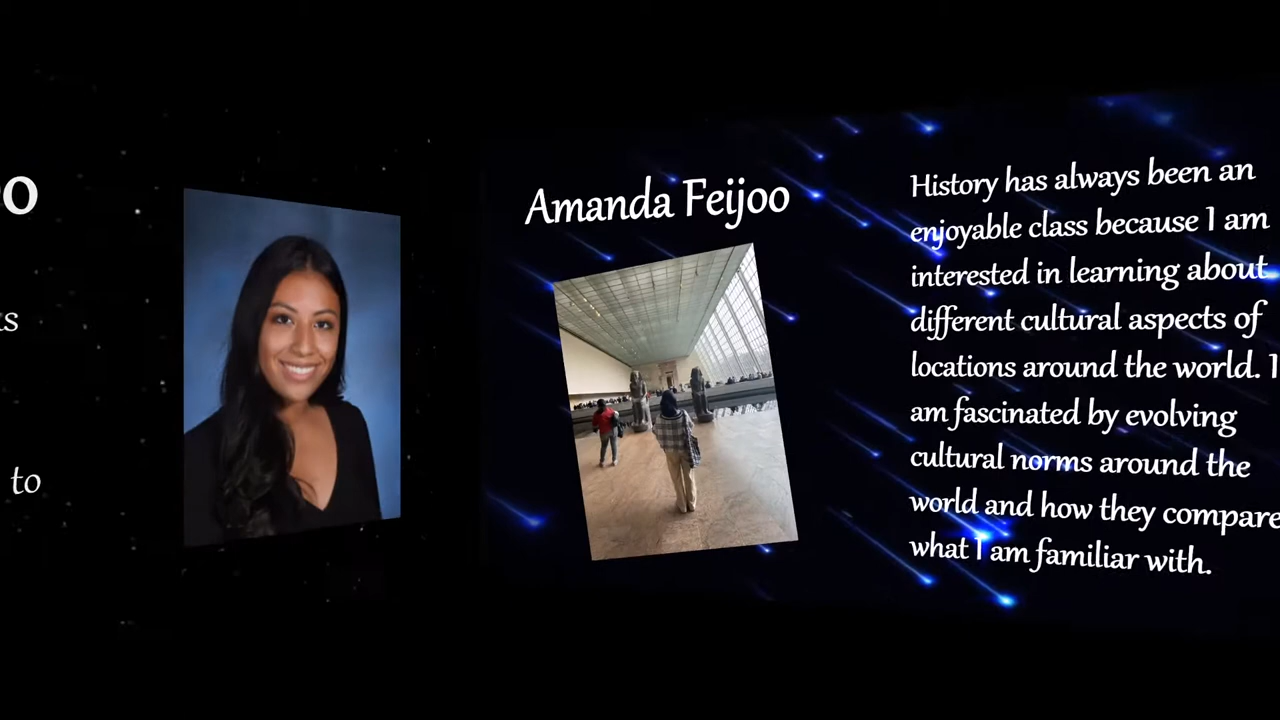 o
to
Amanda Feijoo
History has always been an
enjoyable class because I am
interested in learning about
different cultural aspects of
locations around the world. I
am fascinated by evolving
cultural norms around the
world and how they compare
what I am familiar with.